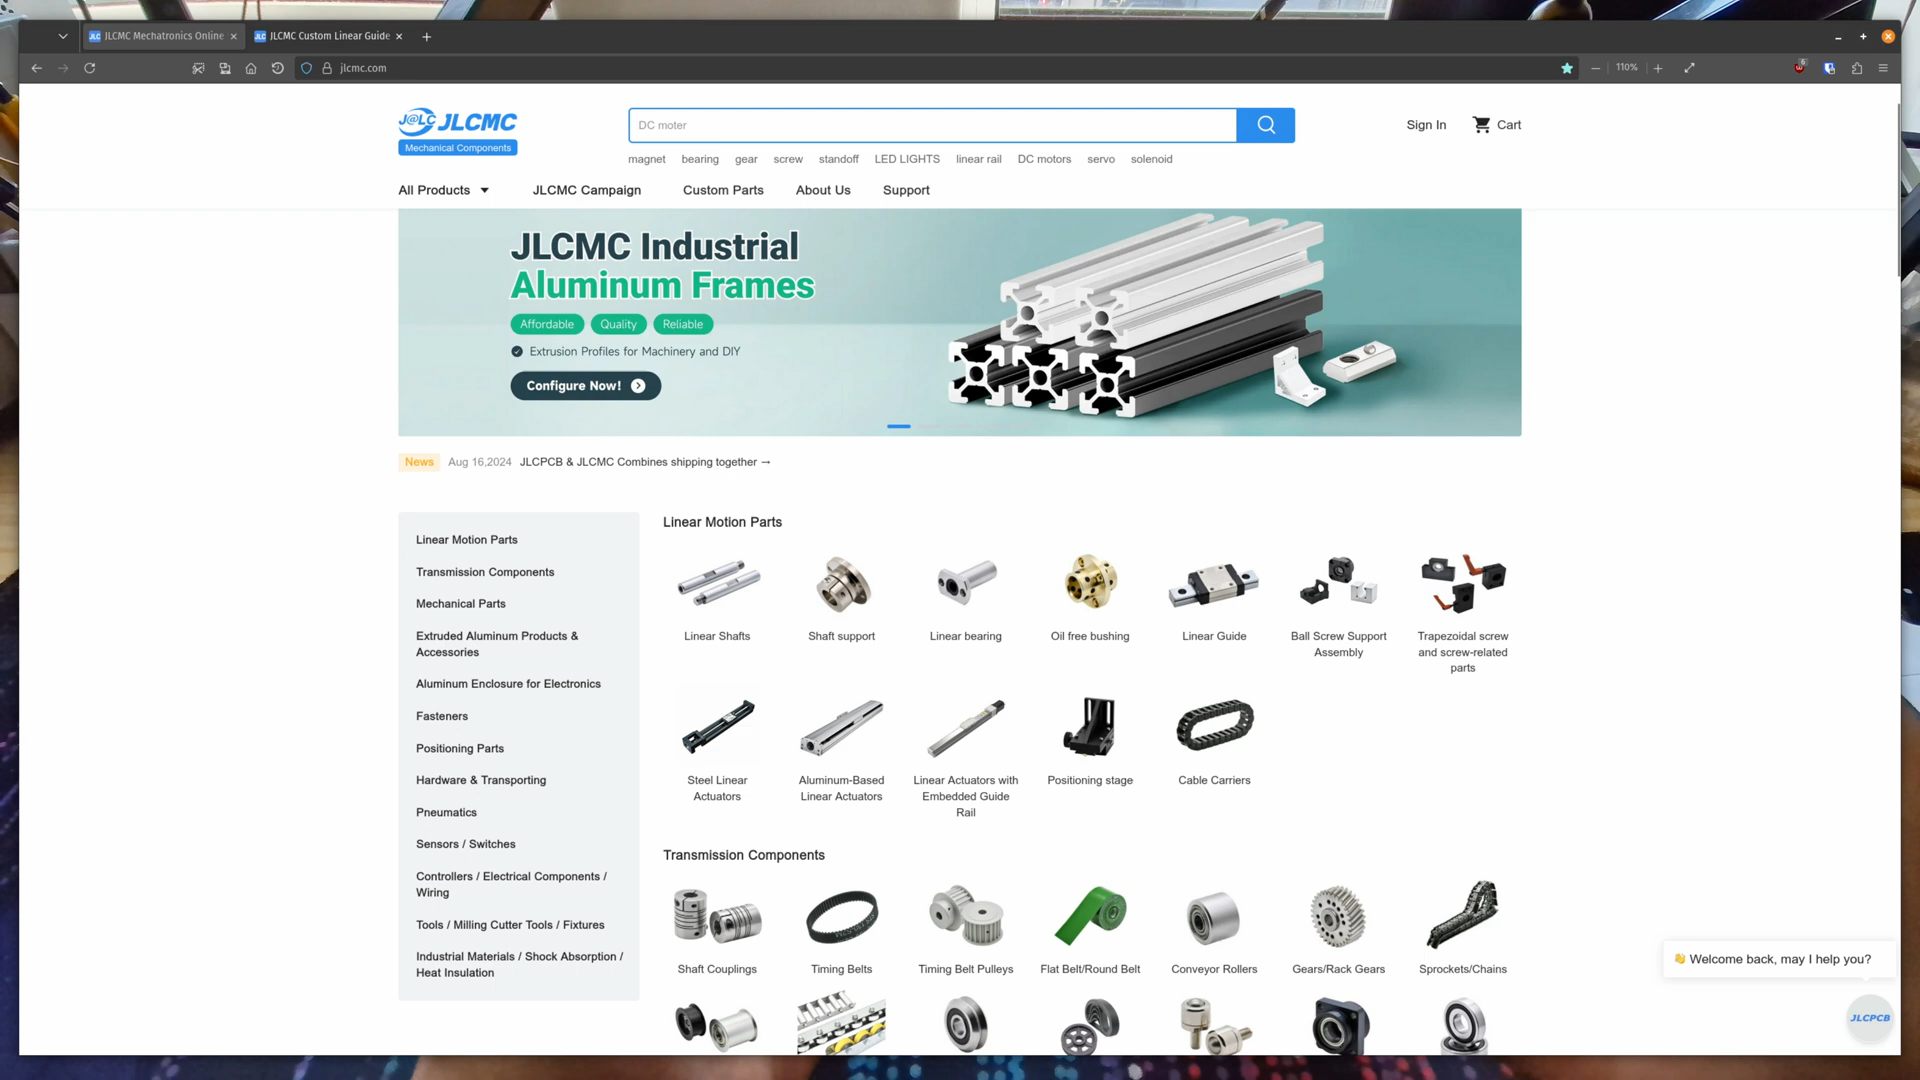 JLCMC Mechatronics Online
JLCMC Custom Linear Guide
jlcmc.com
110%
6
J@LC JLCMC
Mechanical Components
DC moter
Sign In
Cart
magnet bearing gear screw standoff LED LIGHTS linear rail DC motors servo solenoid
All Products
JLCMC Campaign
Custom Parts
About Us
Support
JLCMC Industrial
Aluminum Frames
Affordable
Quality
Reliable
Extrusion Profiles for Machinery and DIY
Configure Now!
News Aug 16,2024 JLCPCB & JLCMC Combines shipping together →
Linear Motion Parts
Transmission Components
Mechanical Parts
Extruded Aluminum Products &
Accessories
Aluminum Enclosure for Electronics
Fasteners
Positioning Parts
Hardware & Transporting
Pneumatics
Sensors / Switches
Controllers / Electrical Components /
Wiring
Tools / Milling Cutter Tools / Fixtures
Industrial Materials / Shock Absorption /
Heat Insulation
Linear Motion Parts
Linear Shafts
Shaft support
Linear bearing
Oil free bushing
Linear Guide
Ball Screw Support
Assembly
Trapezoidal screw
and screw-related
parts
Steel Linear
Actuators
Aluminum-Based
Linear Actuators
Linear Actuators with
Embedded Guide
Rail
Positioning stage
Cable Carriers
Transmission Components
Shaft Couplings
Timing Belts
Timing Belt Pulleys
Flat Belt/Round Belt
Conveyor Rollers
Gears/Rack Gears
Sprockets/Chains
👋 Welcome back, may I help you?
JLCPCB